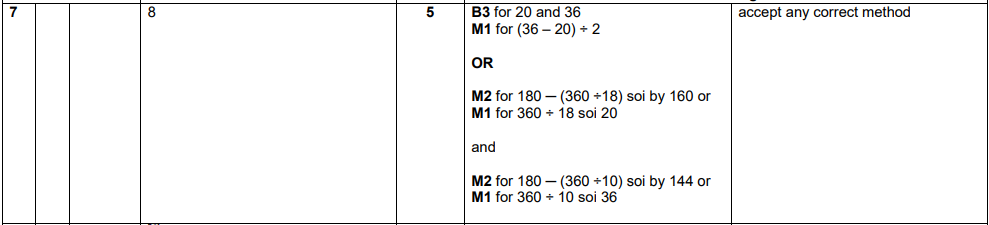 7 8 5 B3 for 20 and 36 accept any correct method
M1 for (36 – 20) ÷ 2
OR
M2 for 180 — (360 ÷18) soi by 160 or
M1 for 360 ÷ 18 soi 20
and
M2 for 180 — (360 ÷10) soi by 144 or
M1 for 360 ÷ 10 soi 36